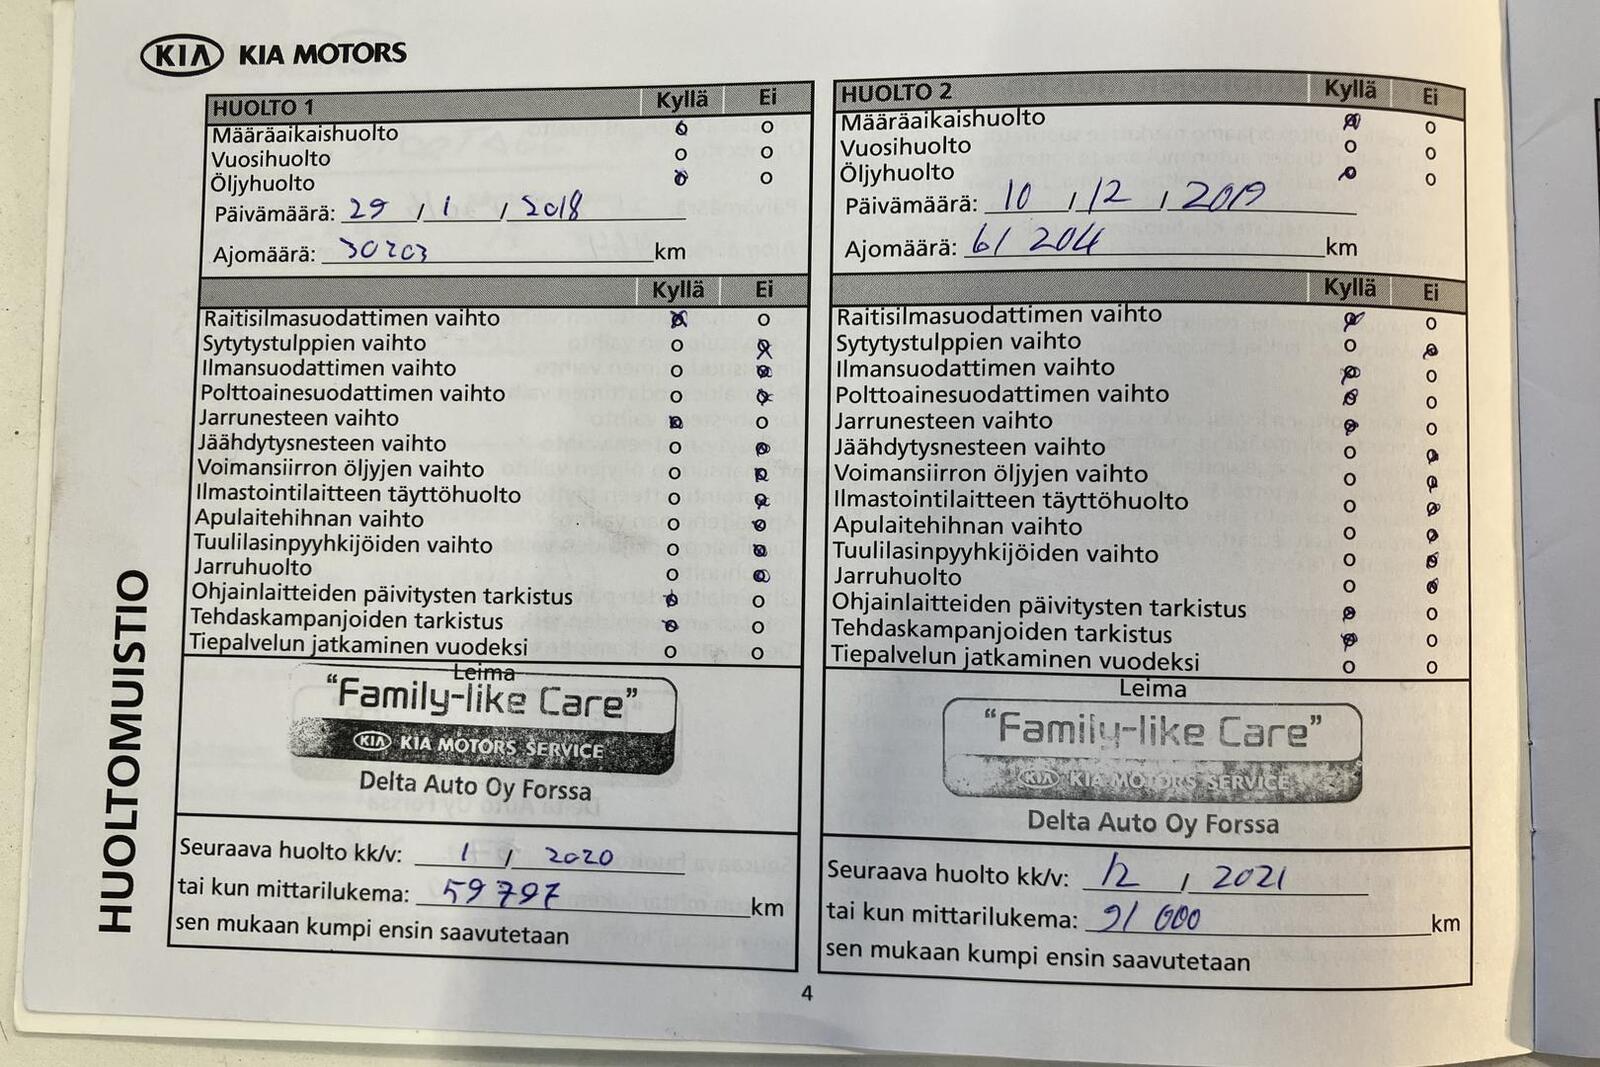 KIA KIA MOTORS
HUOLTOMUISTIO
HUOLTO 1 Kyllä Ei
Määräaikaishuolto
Vuosihuolto
Öljyhuolto
Päivämäärä: 29 / 1 / 2018
Ajomäärä: 30203 km
Kyllä Ei
Raitisilmasuodattimen vaihto
Sytytystulppien vaihto
Ilmansuodattimen vaihto
Polttoainesuodattimen vaihto
Jarrunesteen vaihto
Jäähdytysnesteen vaihto
Voimansiirron öljyjen vaihto
Ilmastointilaitteen täyttöhuolto
Apulaitehihnan vaihto
Tuulilasinpyyhkijöiden vaihto
Jarruhuolto
Ohjainlaitteiden päivitysten tarkistus
Tehdaskampanjoiden tarkistus
Tiepalvelun jatkaminen vuodeksi
Leima
"Family-like Care"
KIA KIA MOTORS SERVICE
Delta Auto Oy Forssa
Seuraava huolto kk/v: 1 / 2020
tai kun mittarilukema: 59797 km
sen mukaan kumpi ensin saavutetaan
HUOLTO 2 Kyllä Ei
Määräaikaishuolto
Vuosihuolto
Öljyhuolto
Päivämäärä: 10 / 12 / 2019
Ajomäärä: 61 204 km
Kyllä Ei
Raitisilmasuodattimen vaihto
Sytytystulppien vaihto
Ilmansuodattimen vaihto
Polttoainesuodattimen vaihto
Jarrunesteen vaihto
Jäähdytysnesteen vaihto
Voimansiirron öljyjen vaihto
Ilmastointilaitteen täyttöhuolto
Apulaitehihnan vaihto
Tuulilasinpyyhkijöiden vaihto
Jarruhuolto
Ohjainlaitteiden päivitysten tarkistus
Tehdaskampanjoiden tarkistus
Tiepalvelun jatkaminen vuodeksi
Leima
"Family-like Care"
KIA KIA MOTORS SERVICE
Delta Auto Oy Forssa
Seuraava huolto kk/v: 12 / 2021
tai kun mittarilukema: 91 000 km
sen mukaan kumpi ensin saavutetaan
4